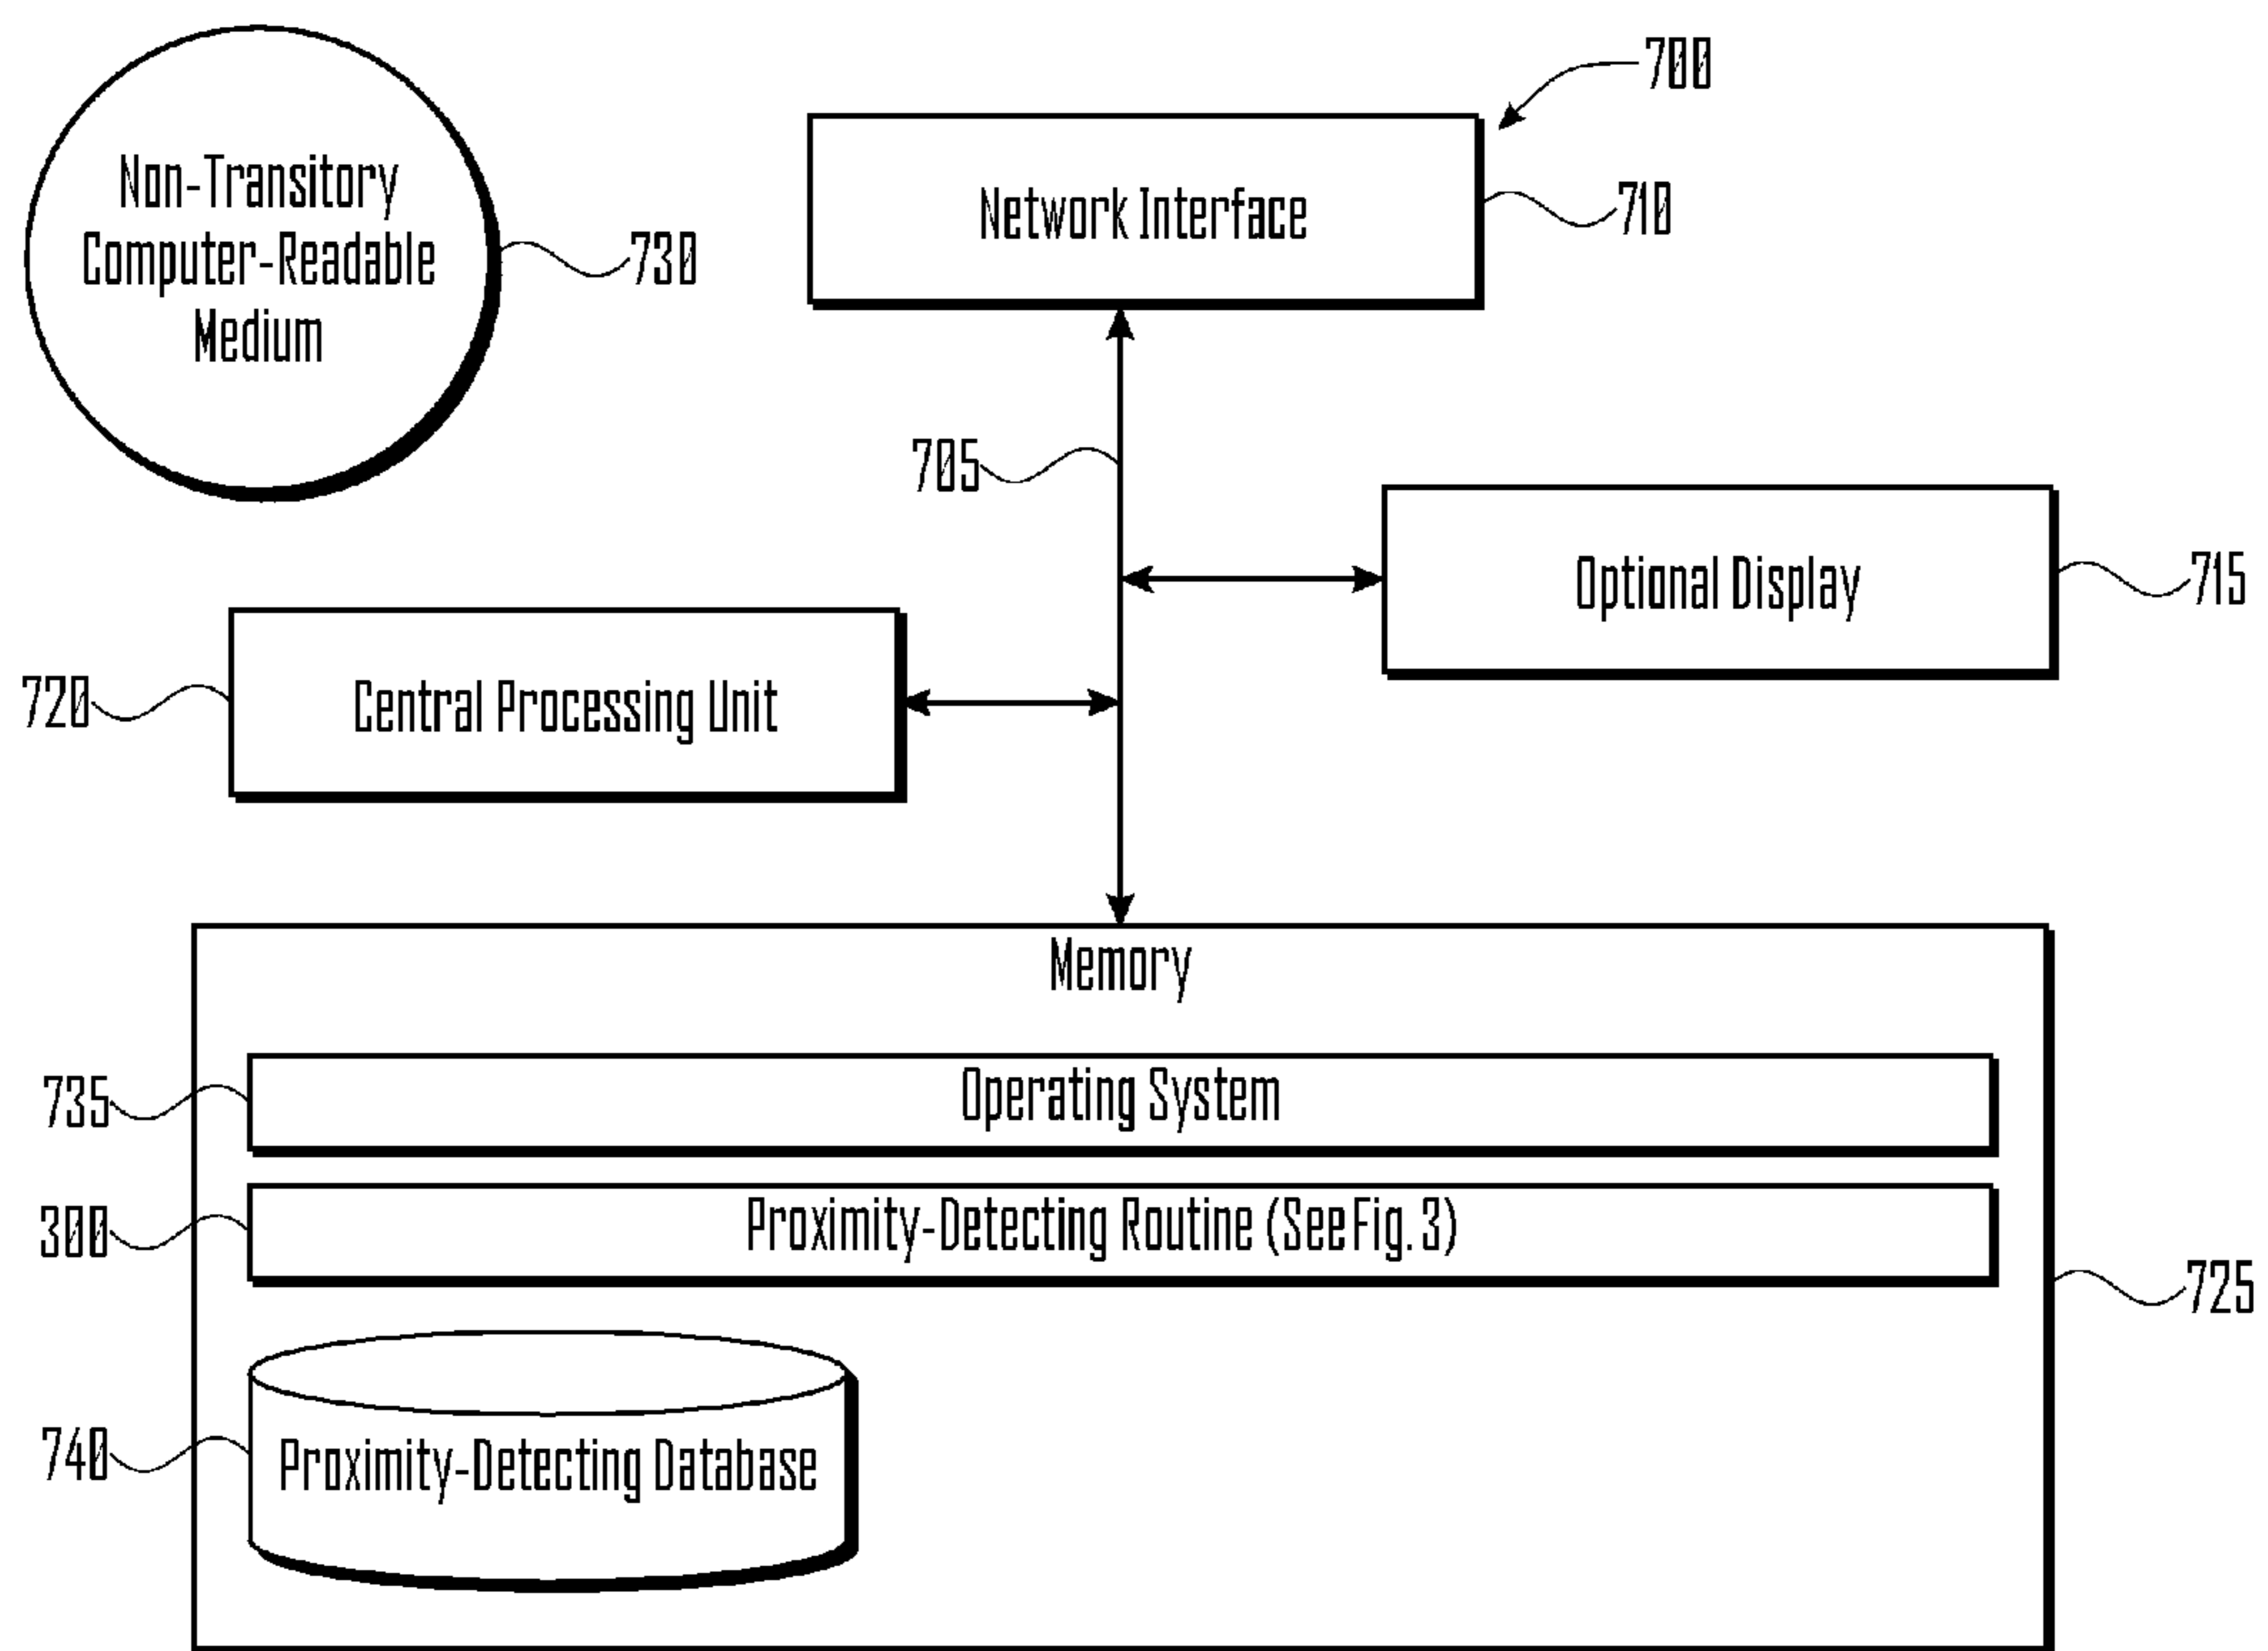 700
Non-Transitory
Computer-Readable
Medium
730
Network Interface
710
705
Optional Display
715
720
Central Processing Unit
Memory
735
Operating System
300
Proximity-Detecting Routine (See Fig. 3)
725
740
Proximity-Detecting Database